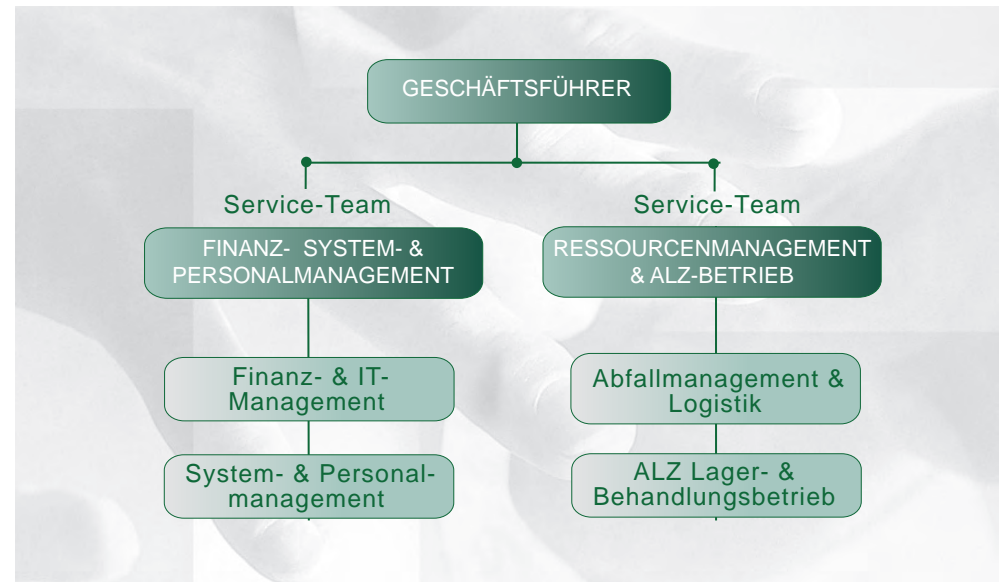 GESCHÄFTSFÜHRER
Service-Team
FINANZ- SYSTEM- &
PERSONALMANAGEMENT
Finanz- & IT-
Management
System- & Personal-
management
Service-Team
RESSOURCENMANAGEMENT
& ALZ-BETRIEB
Abfallmanagement &
Logistik
ALZ Lager- &
Behandlungsbetrieb